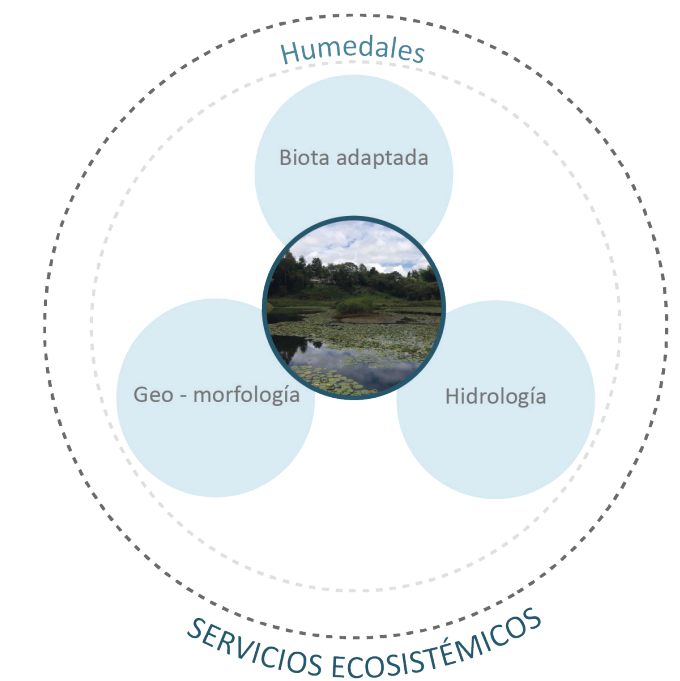 Humedales
Biota adaptada
Geo - morfología
Hidrología
SERVICIOS ECOSISTÉMICOS